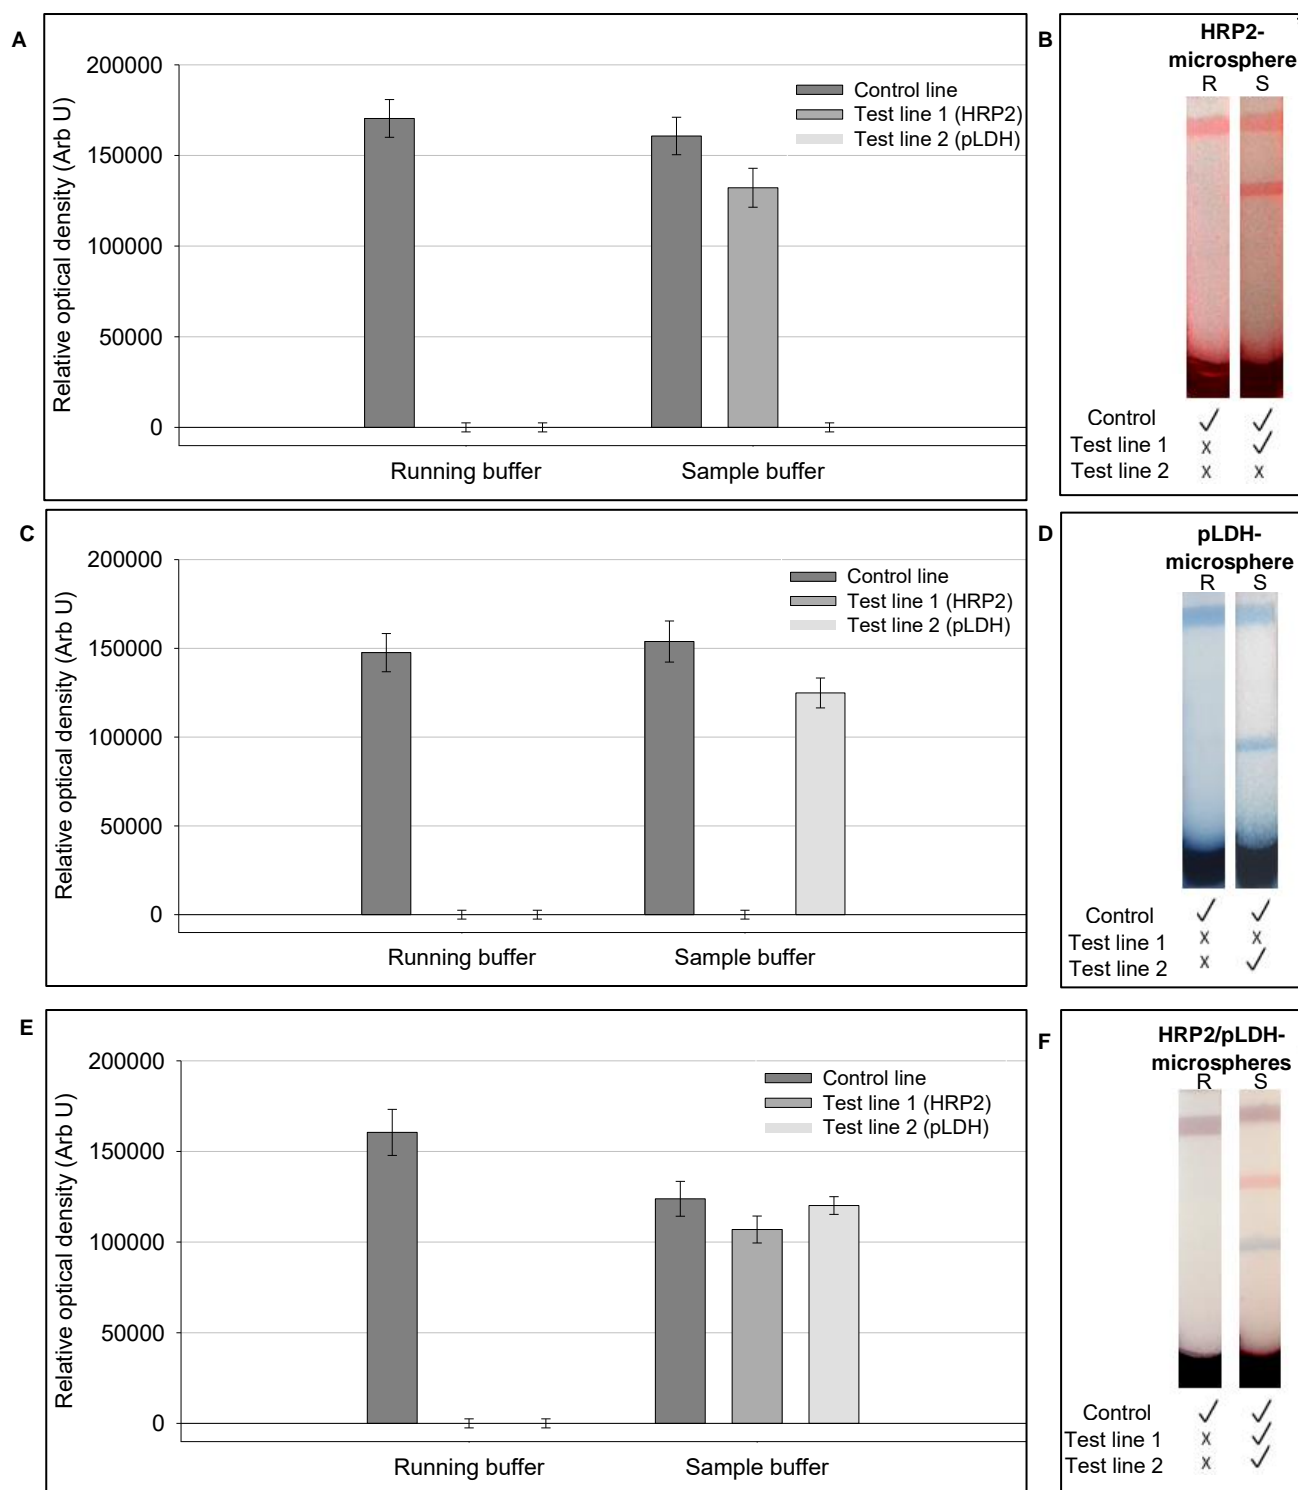 A
200000
150000
100000
50000
0
Relative optical density (Arb U)
Control line
Test line 1 (HRP2)
Test line 2 (pLDH)
Running buffer
Sample buffer
B
HRP2-
microsphere
R S
Control ✓ ✓
Test line 1 x ✓
Test line 2 x x
C
200000
150000
100000
50000
0
Relative optical density (Arb U)
Control line
Test line 1 (HRP2)
Test line 2 (pLDH)
Running buffer
Sample buffer
D
pLDH-
microsphere
R S
Control ✓ ✓
Test line 1 x x
Test line 2 x ✓
E
200000
150000
100000
50000
0
Relative optical density (Arb U)
Control line
Test line 1 (HRP2)
Test line 2 (pLDH)
Running buffer
Sample buffer
F
HRP2/pLDH-
microspheres
R S
Control ✓ ✓
Test line 1 x ✓
Test line 2 x ✓